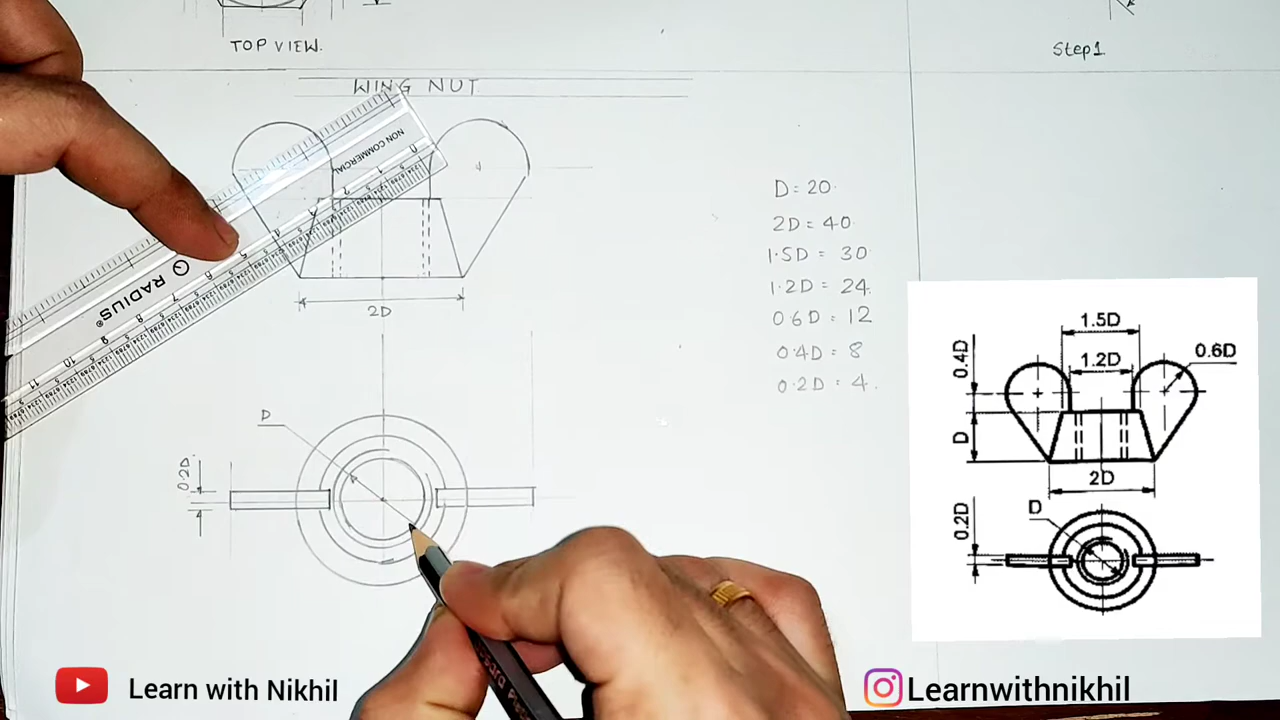 TOP VIEW.
Step1
WING NUT
NON COMMERCIAL
RADIUS
D = 20
2D = 40
1.5D = 30
1.2D = 24
0.6D = 12
0.4D = 8
0.2D = 4
2D
D
0.2D
1.5D
1.2D
0.6D
0.4D
D
2D
D
0.2D
Learn with Nikhil
Learnwithnikhil